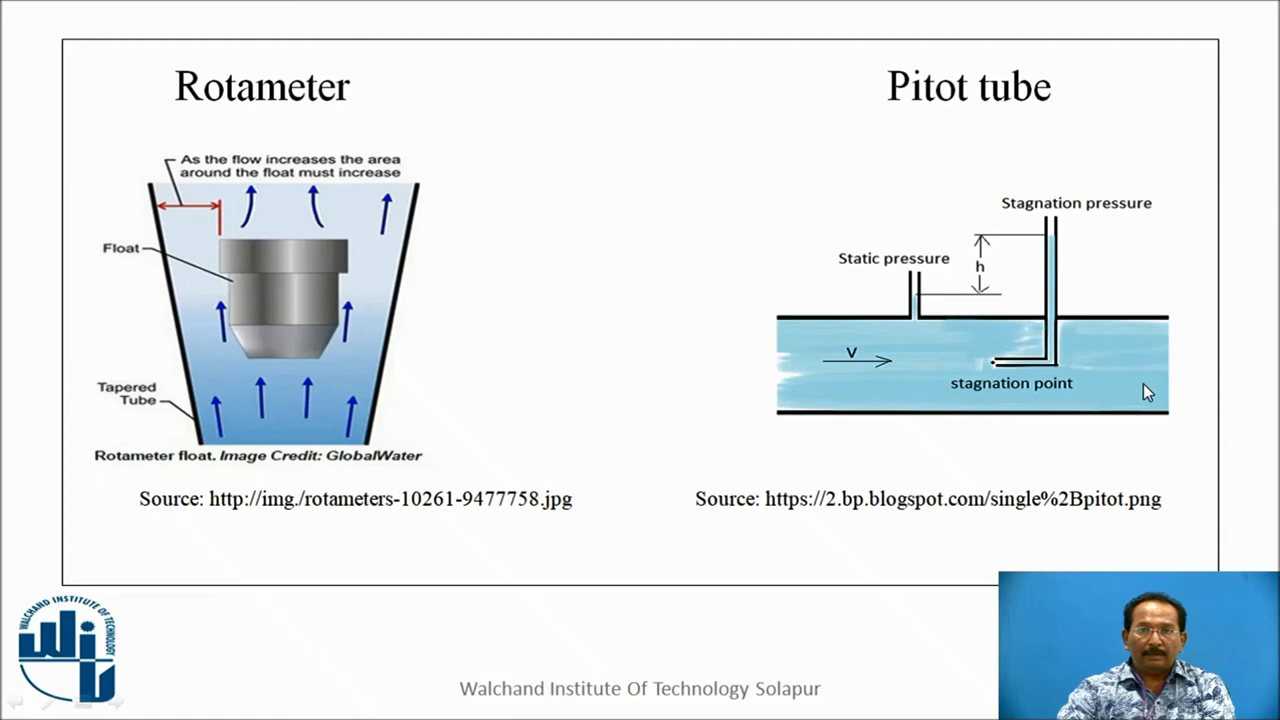 Rotameter
As the flow increases the area
around the float must increase
Float
Tapered
Tube
Rotameter float. Image Credit: GlobalWater
Source: http://img./rotameters-10261-9477758.jpg
Pitot tube
Stagnation pressure
Static pressure
h
V
stagnation point
Source: https://2.bp.blogspot.com/single%2Bpitot.png
WALCHAND INSTITUTE OF TECHNOLOGY
WIT
Walchand Institute Of Technology Solapur